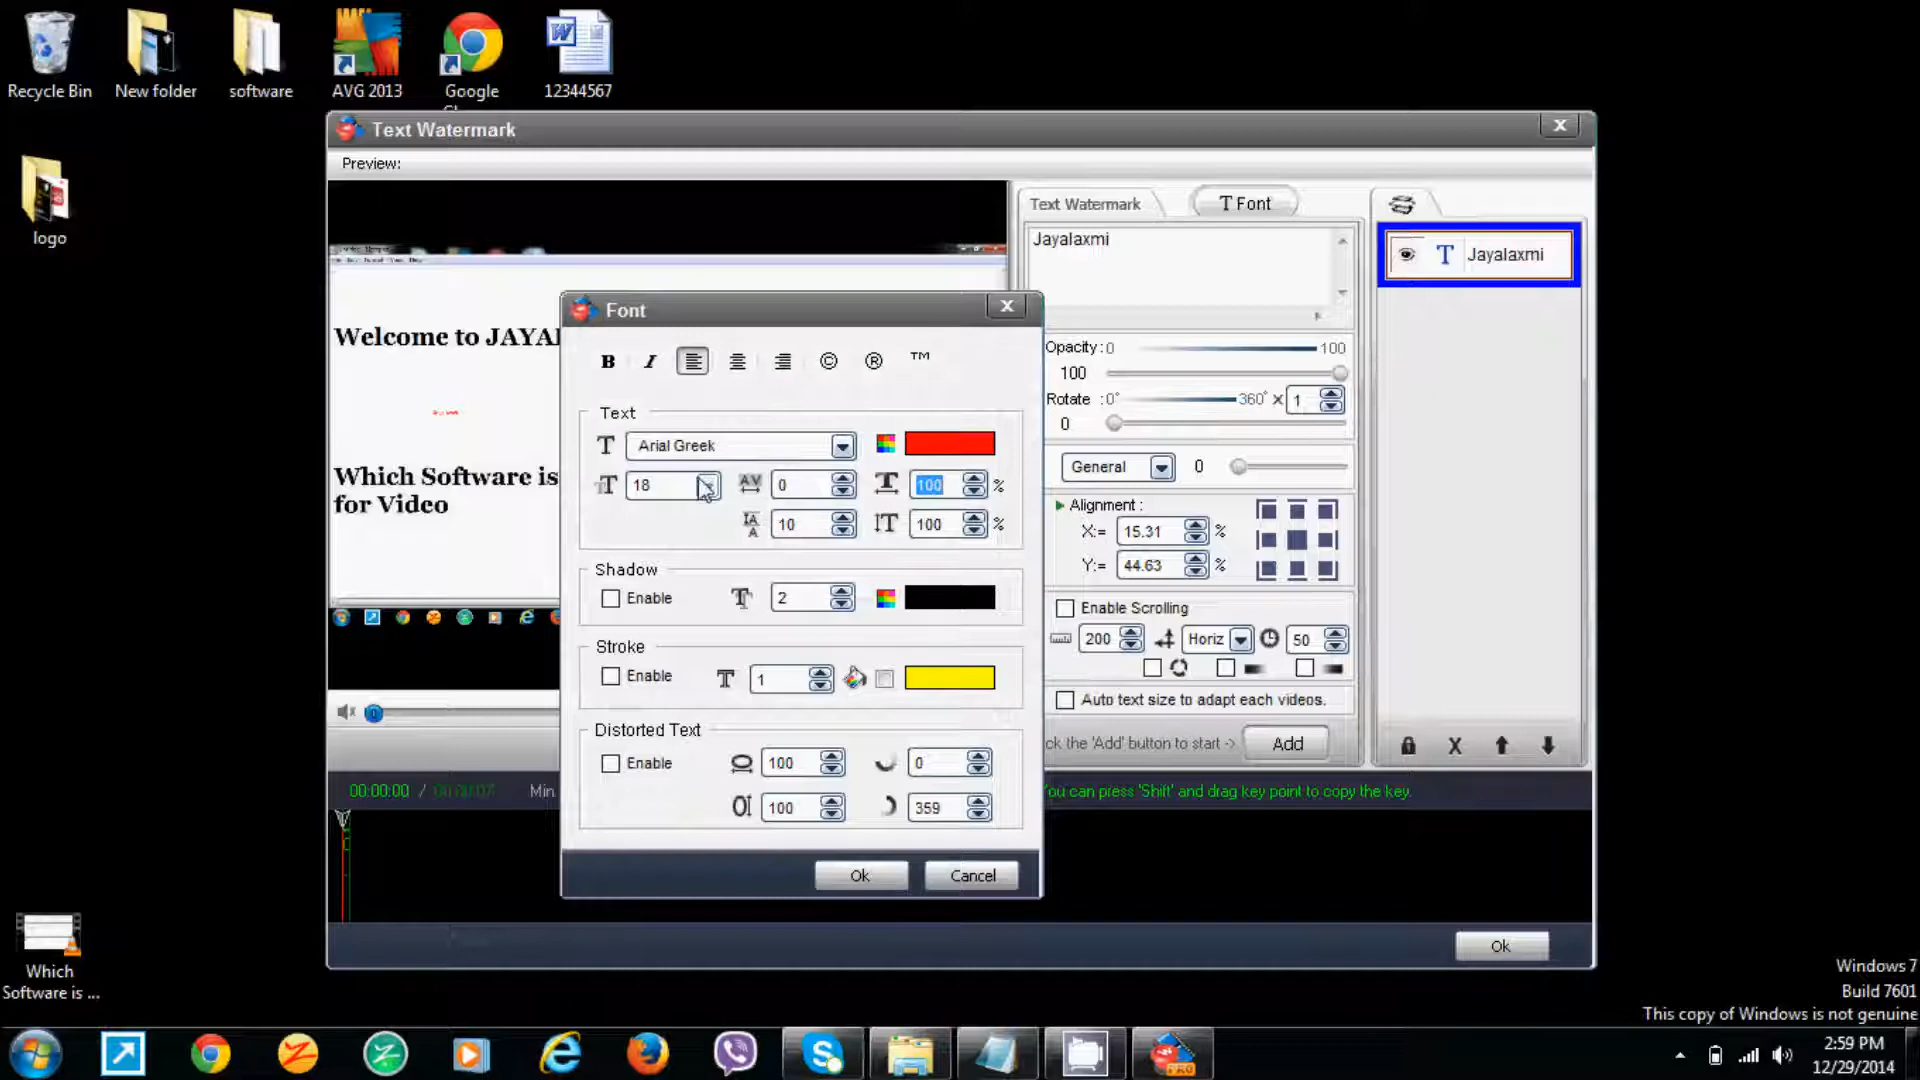 Recycle Bin
New folder
software
AVG 2013
Google
12344567
logo
Text Watermark
Preview:
Text Watermark
T Font
Jayalaxmi
T Jayalaxmi
Welcome to
Which Software is
for Video
Font
B I © ® ™
Text
T Arial Greek
18
AV 0
100 %
10
100 %
Shadow
Enable
2
Stroke
Enable
1
Distorted Text
Enable
100
0
100
359
Ok
Cancel
Opacity: 0 100
100
Rotate : 0° 360° X 1
0
General 0
Alignment :
X:= 15.31 %
Y:= 44.63 %
Enable Scrolling
200 Horiz 50
Auto text size to adapt each videos.
the 'Add' button to start ->
Add
X
00:00:00 /
Min
You can press 'Shift' and drag key point to copy the key.
Ok
Which
Software is ...
Windows 7
Build 7601
This copy of Windows is not genuine
2:59 PM
12/29/2014